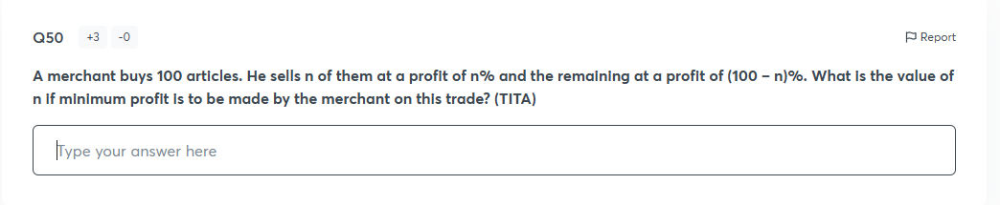 Q50 +3 -0 Report
A merchant buys 100 articles. He sells n of them at a profit of n% and the remaining at a profit of (100 – n)%. What is the value of
n if minimum profit is to be made by the merchant on this trade? (TITA)
Type your answer here